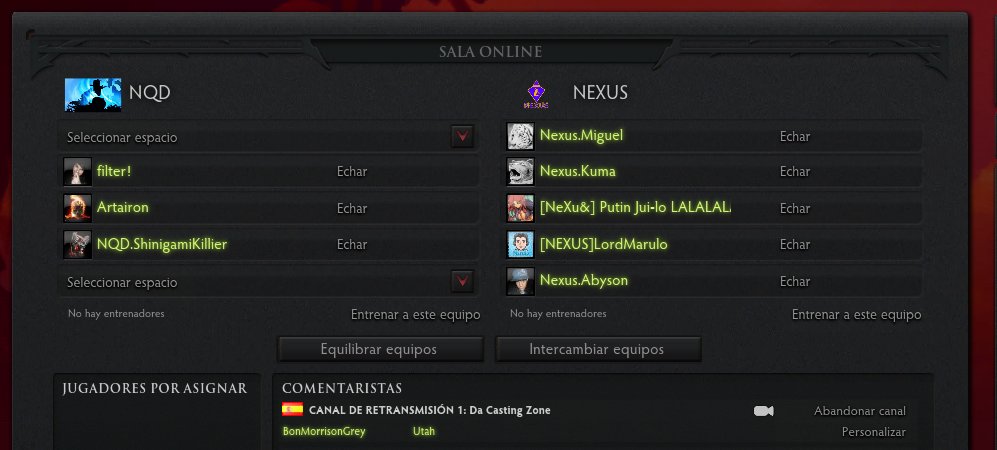 SALA ONLINE
NQD
Seleccionar espacio
filter! Echar
Artairon Echar
NQD.ShinigamiKillier Echar
Seleccionar espacio
No hay entrenadores Entrenar a este equipo
NEXUS
Nexus.Miguel Echar
Nexus.Kuma Echar
[NeXu&] Putin Jui-lo LALALAL Echar
[NEXUS]LordMarulo Echar
Nexus.Abyson Echar
No hay entrenadores Entrenar a este equipo
Equilibrar equipos Intercambiar equipos
JUGADORES POR ASIGNAR
COMENTARISTAS
CANAL DE RETRANSMISIÓN 1: Da Casting Zone Abandonar canal
BonMorrisonGrey Utah Personalizar